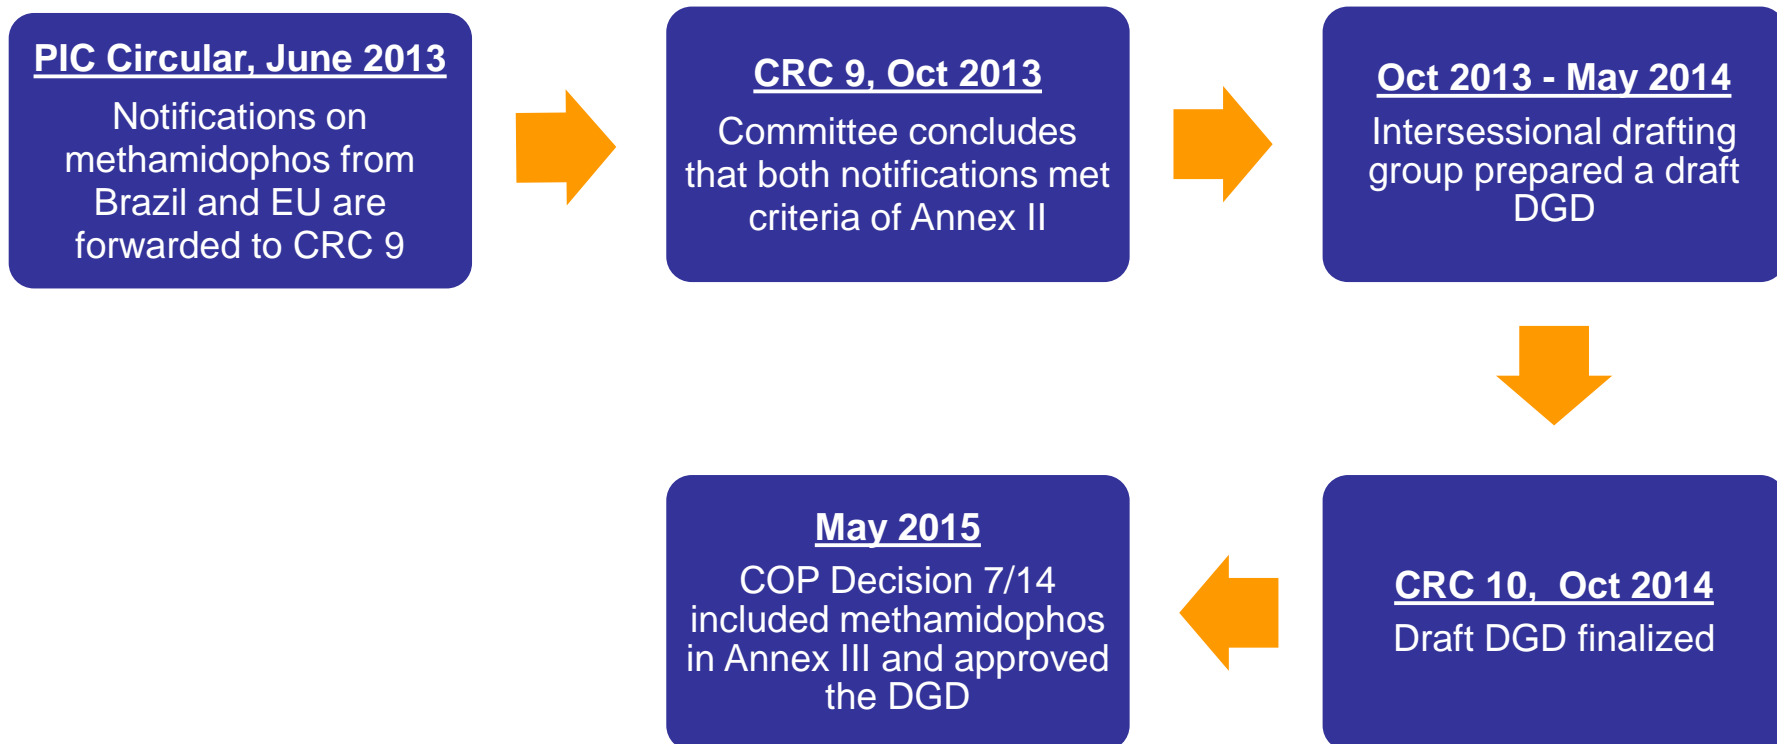 PIC Circular, June 2013
Notifications on
methamidophos from
Brazil and EU are
forwarded to CRC 9
CRC 9, Oct 2013
Committee concludes
that both notifications met
criteria of Annex II
Oct 2013 - May 2014
Intersessional drafting
group prepared a draft
DGD
CRC 10,  Oct 2014
Draft DGD finalized
May 2015
COP Decision 7/14
included methamidophos
in Annex III and approved
the DGD